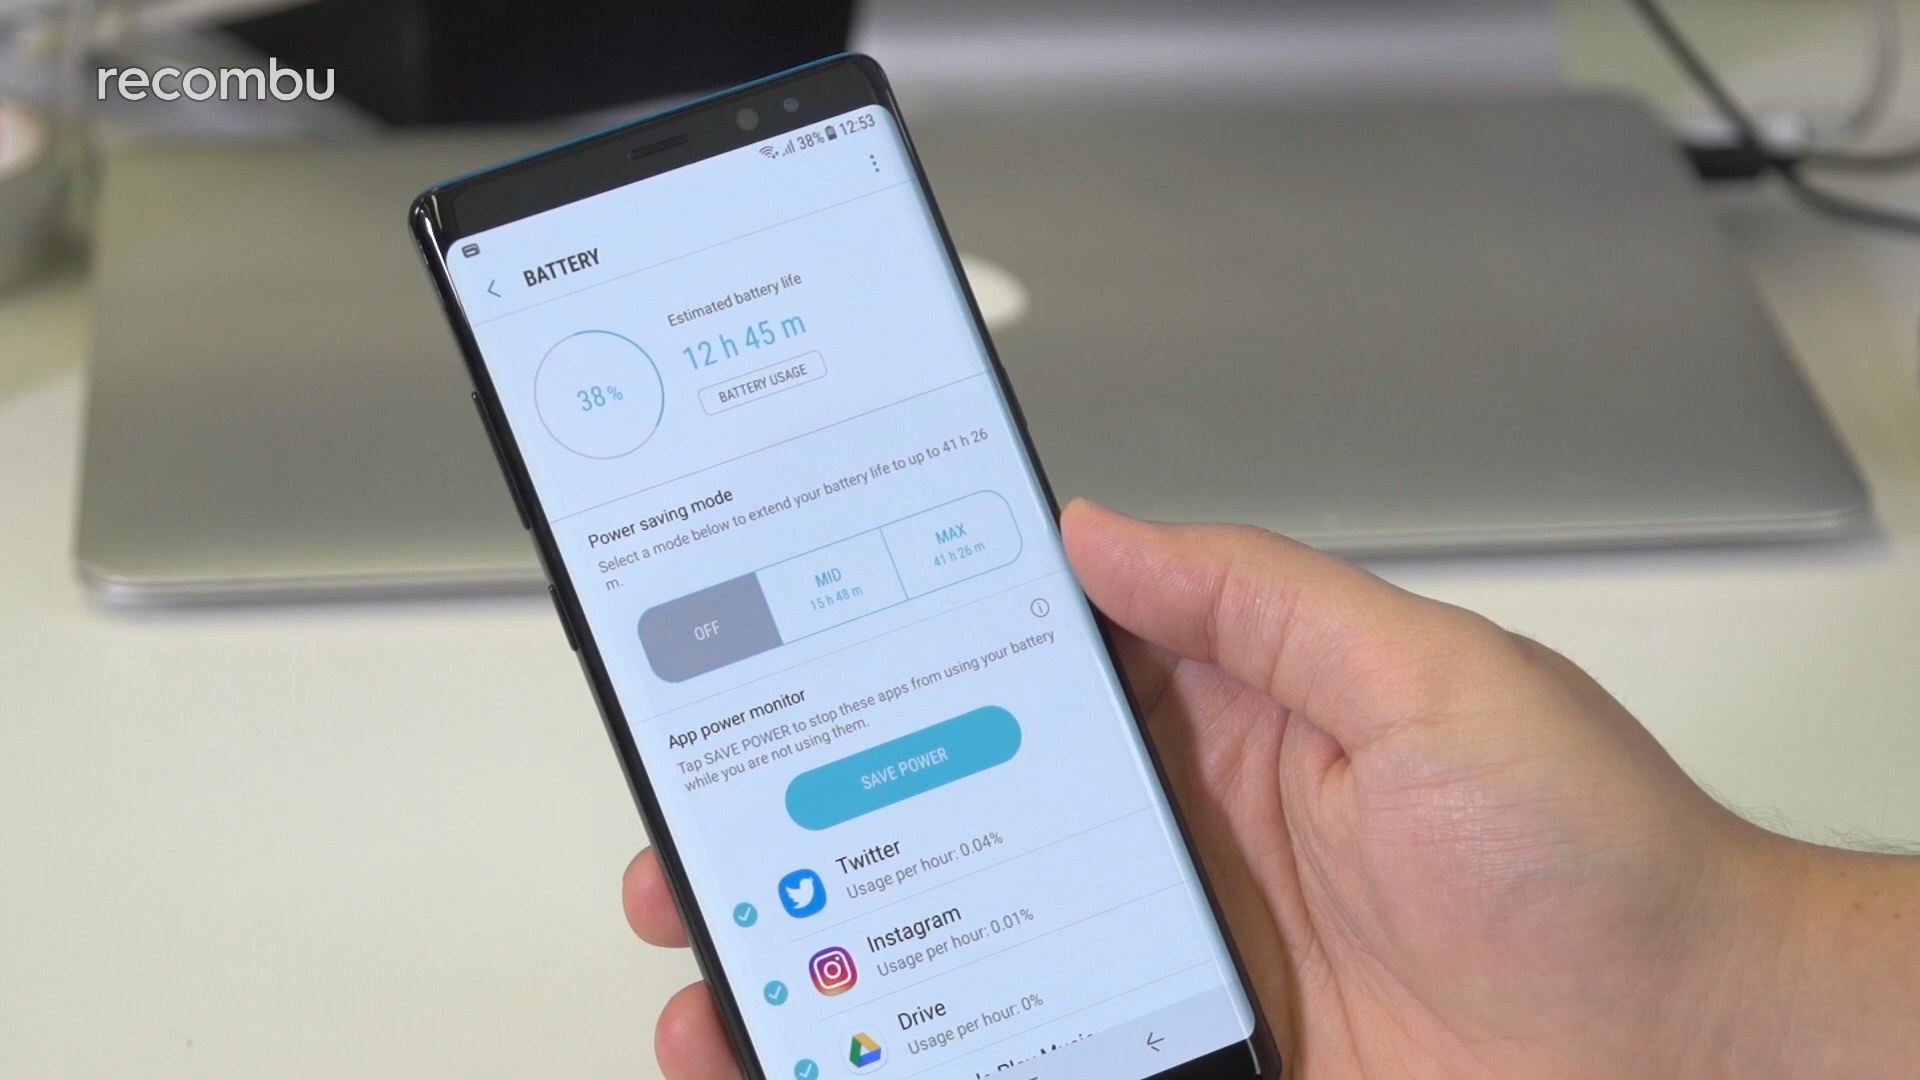 recombu
38% 12:53
BATTERY
Estimated battery life
12 h 45 m
38 %
BATTERY USAGE
Power saving mode
Select a mode below to extend your battery life to up to 41 h 26
m.
OFF
MID
15 h 48 m
MAX
41 h 26 m
App power monitor
Tap SAVE POWER to stop these apps from using your battery
while you are not using them.
SAVE POWER
Twitter
Usage per hour: 0.04%
Instagram
Usage per hour: 0.01%
Drive
Usage per hour: 0%